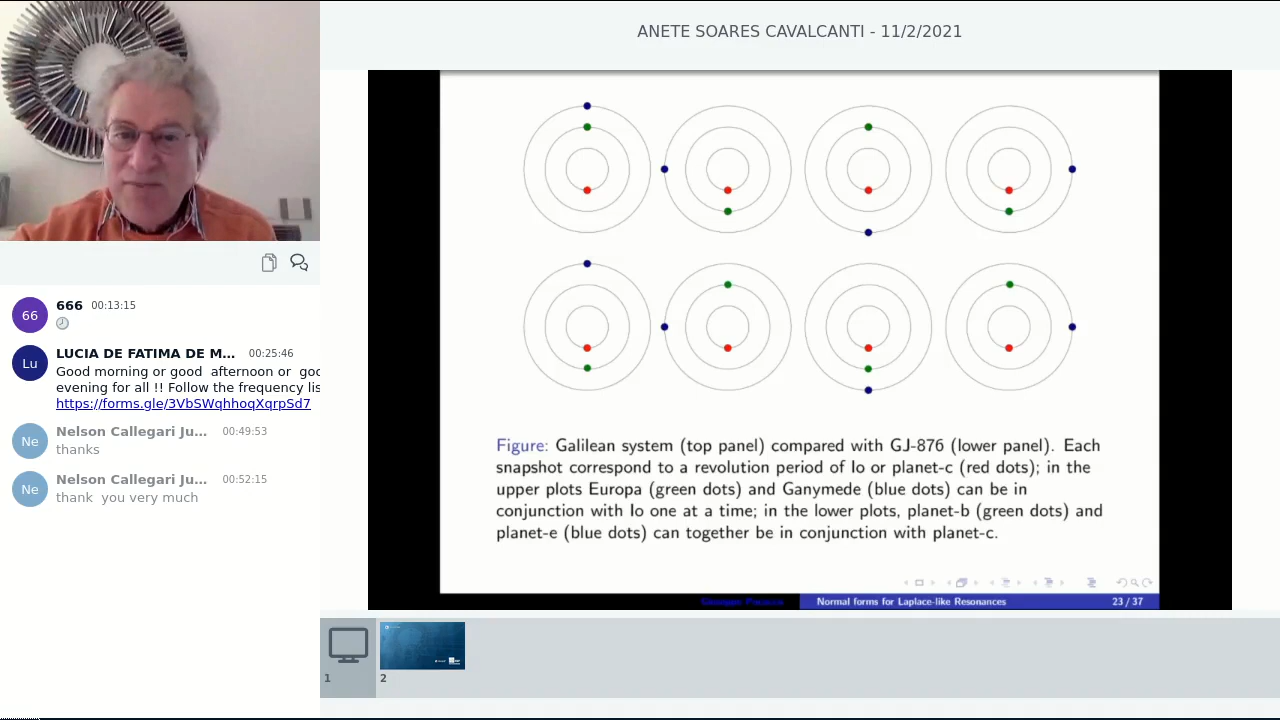 ANETE SOARES CAVALCANTI - 11/2/2021
66
666 00:13:15
Lu
LUCIA DE FATIMA DE M... 00:25:46
Good morning or good afternoon or
evening for all !! Follow the frequency lis
https://forms.gle/3VbSWqhhoqXqrpSd7
Ne
Nelson Callegari Ju... 00:49:53
thanks
Ne
Nelson Callegari Ju... 00:52:15
thank you very much
Figure: Galilean system (top panel) compared with GJ-876 (lower panel). Each
snapshot correspond to a revolution period of Io or planet-c (red dots); in the
upper plots Europa (green dots) and Ganymede (blue dots) can be in
conjunction with Io one at a time; in the lower plots, planet-b (green dots) and
planet-e (blue dots) can together be in conjunction with planet-c.
Normal forms for Laplace-like Resonances
23 / 37
1
2